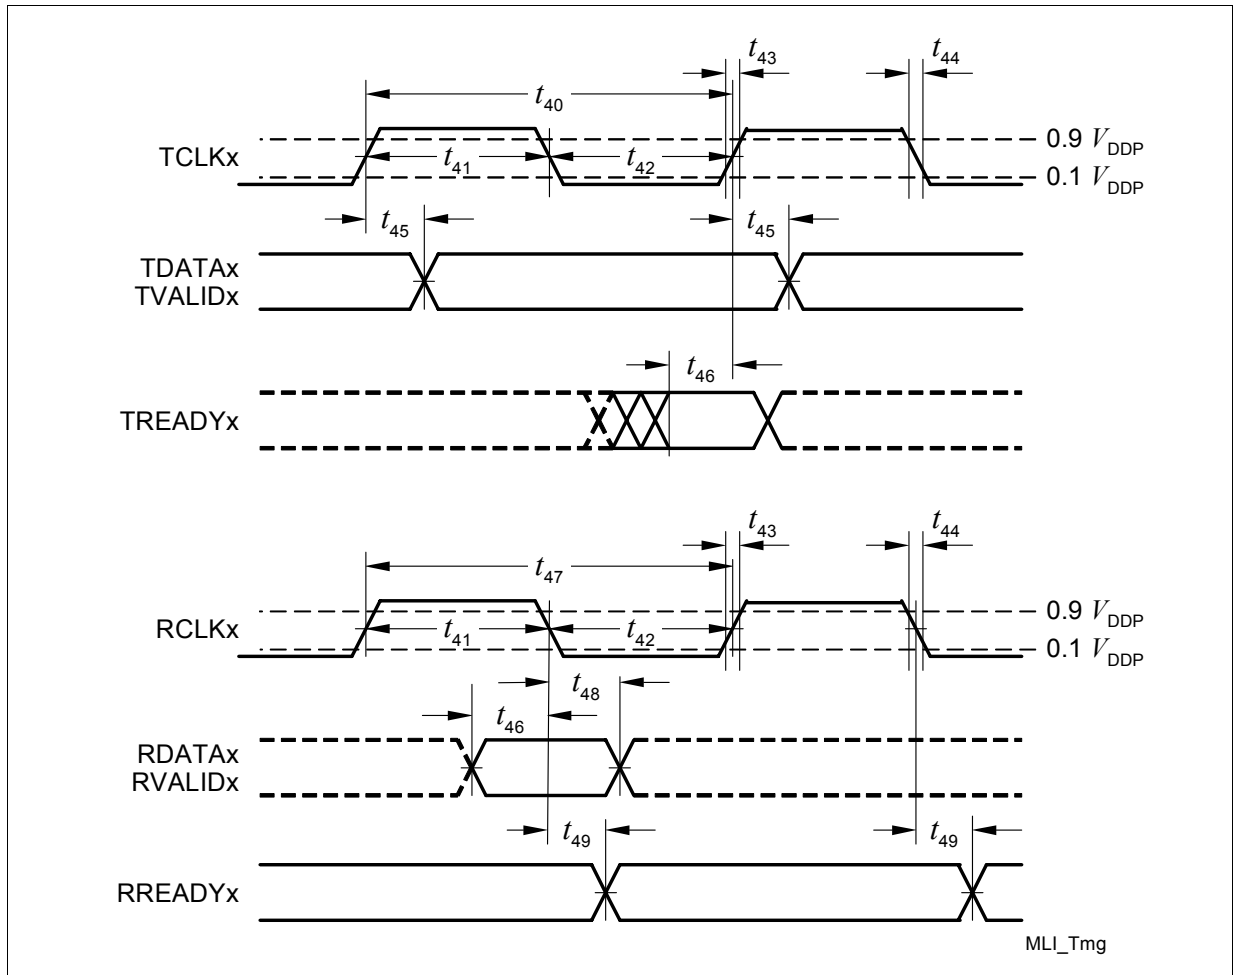 t43
t44
t40
TCLKx
t41
t42
0.9 VDDP
0.1 VDDP
t45
t45
TDATAx
TVALIDx
t46
TREADYx
t43
t44
t47
0.9 VDDP
RCLKx
t41
t42
0.1 VDDP
t48
t46
RDATAx
RVALIDx
t49
t49
RREADYx
MLI_Tmg